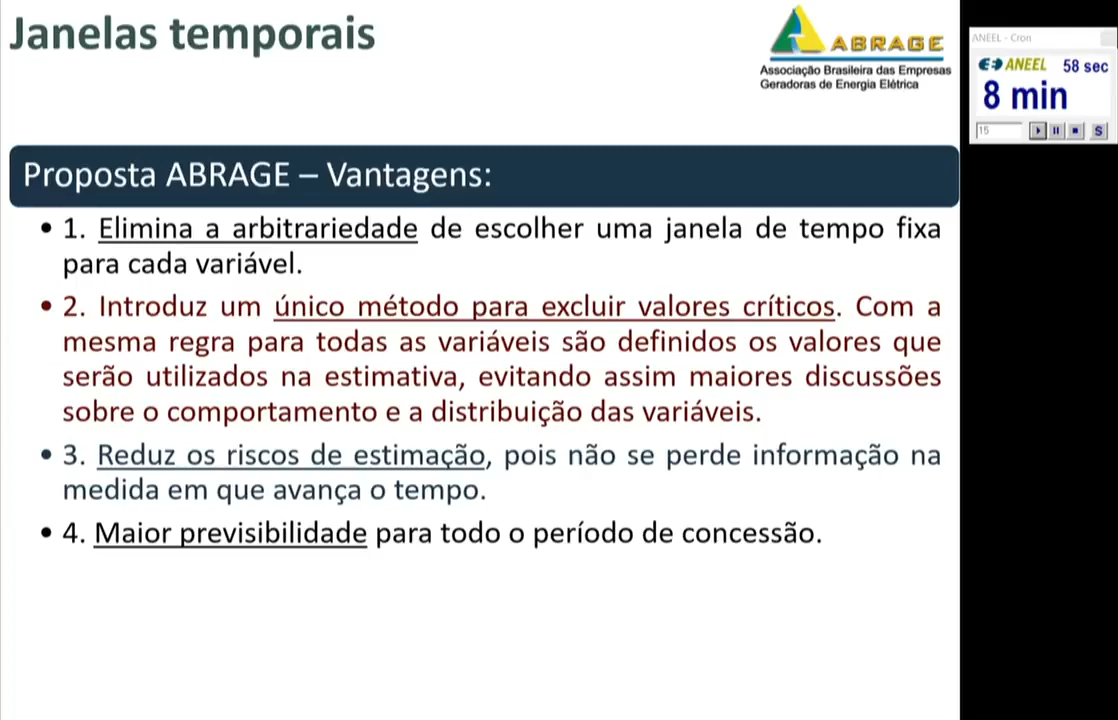 Janelas temporais
ABRAGE
Associação Brasileira das Empresas
Geradoras de Energia Elétrica
Proposta ABRAGE – Vantagens:
• 1. Elimina a arbitrariedade de escolher uma janela de tempo fixa
para cada variável.
• 2. Introduz um único método para excluir valores críticos. Com a
mesma regra para todas as variáveis são definidos os valores que
serão utilizados na estimativa, evitando assim maiores discussões
sobre o comportamento e a distribuição das variáveis.
• 3. Reduz os riscos de estimação, pois não se perde informação na
medida em que avança o tempo.
• 4. Maior previsibilidade para todo o período de concessão.
ANEEL - Cron
ANEEL 58 sec
8 min
15
S